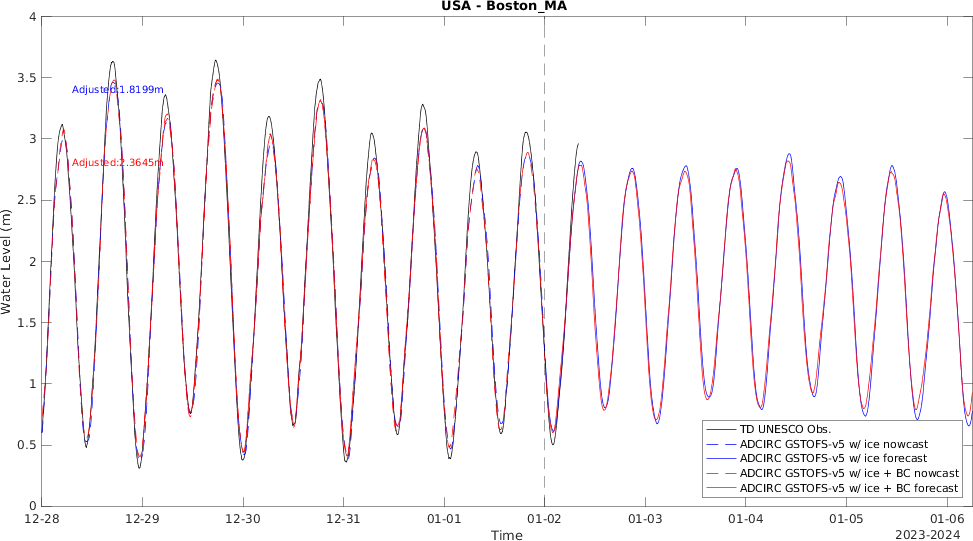 USA - Boston_MA
4
3.5
3
2.5
2
1.5
1
0.5
0
Water Level (m)
Adjusted:1.8199m
Adjusted:2.3645m
TD UNESCO Obs.
ADCIRC GSTOFS-v5 w/ ice nowcast
ADCIRC GSTOFS-v5 w/ ice forecast
ADCIRC GSTOFS-v5 w/ ice + BC nowcast
ADCIRC GSTOFS-v5 w/ ice + BC forecast
12-28 12-29 12-30 12-31 01-01 01-02 01-03 01-04 01-05 01-06
Time
2023-2024